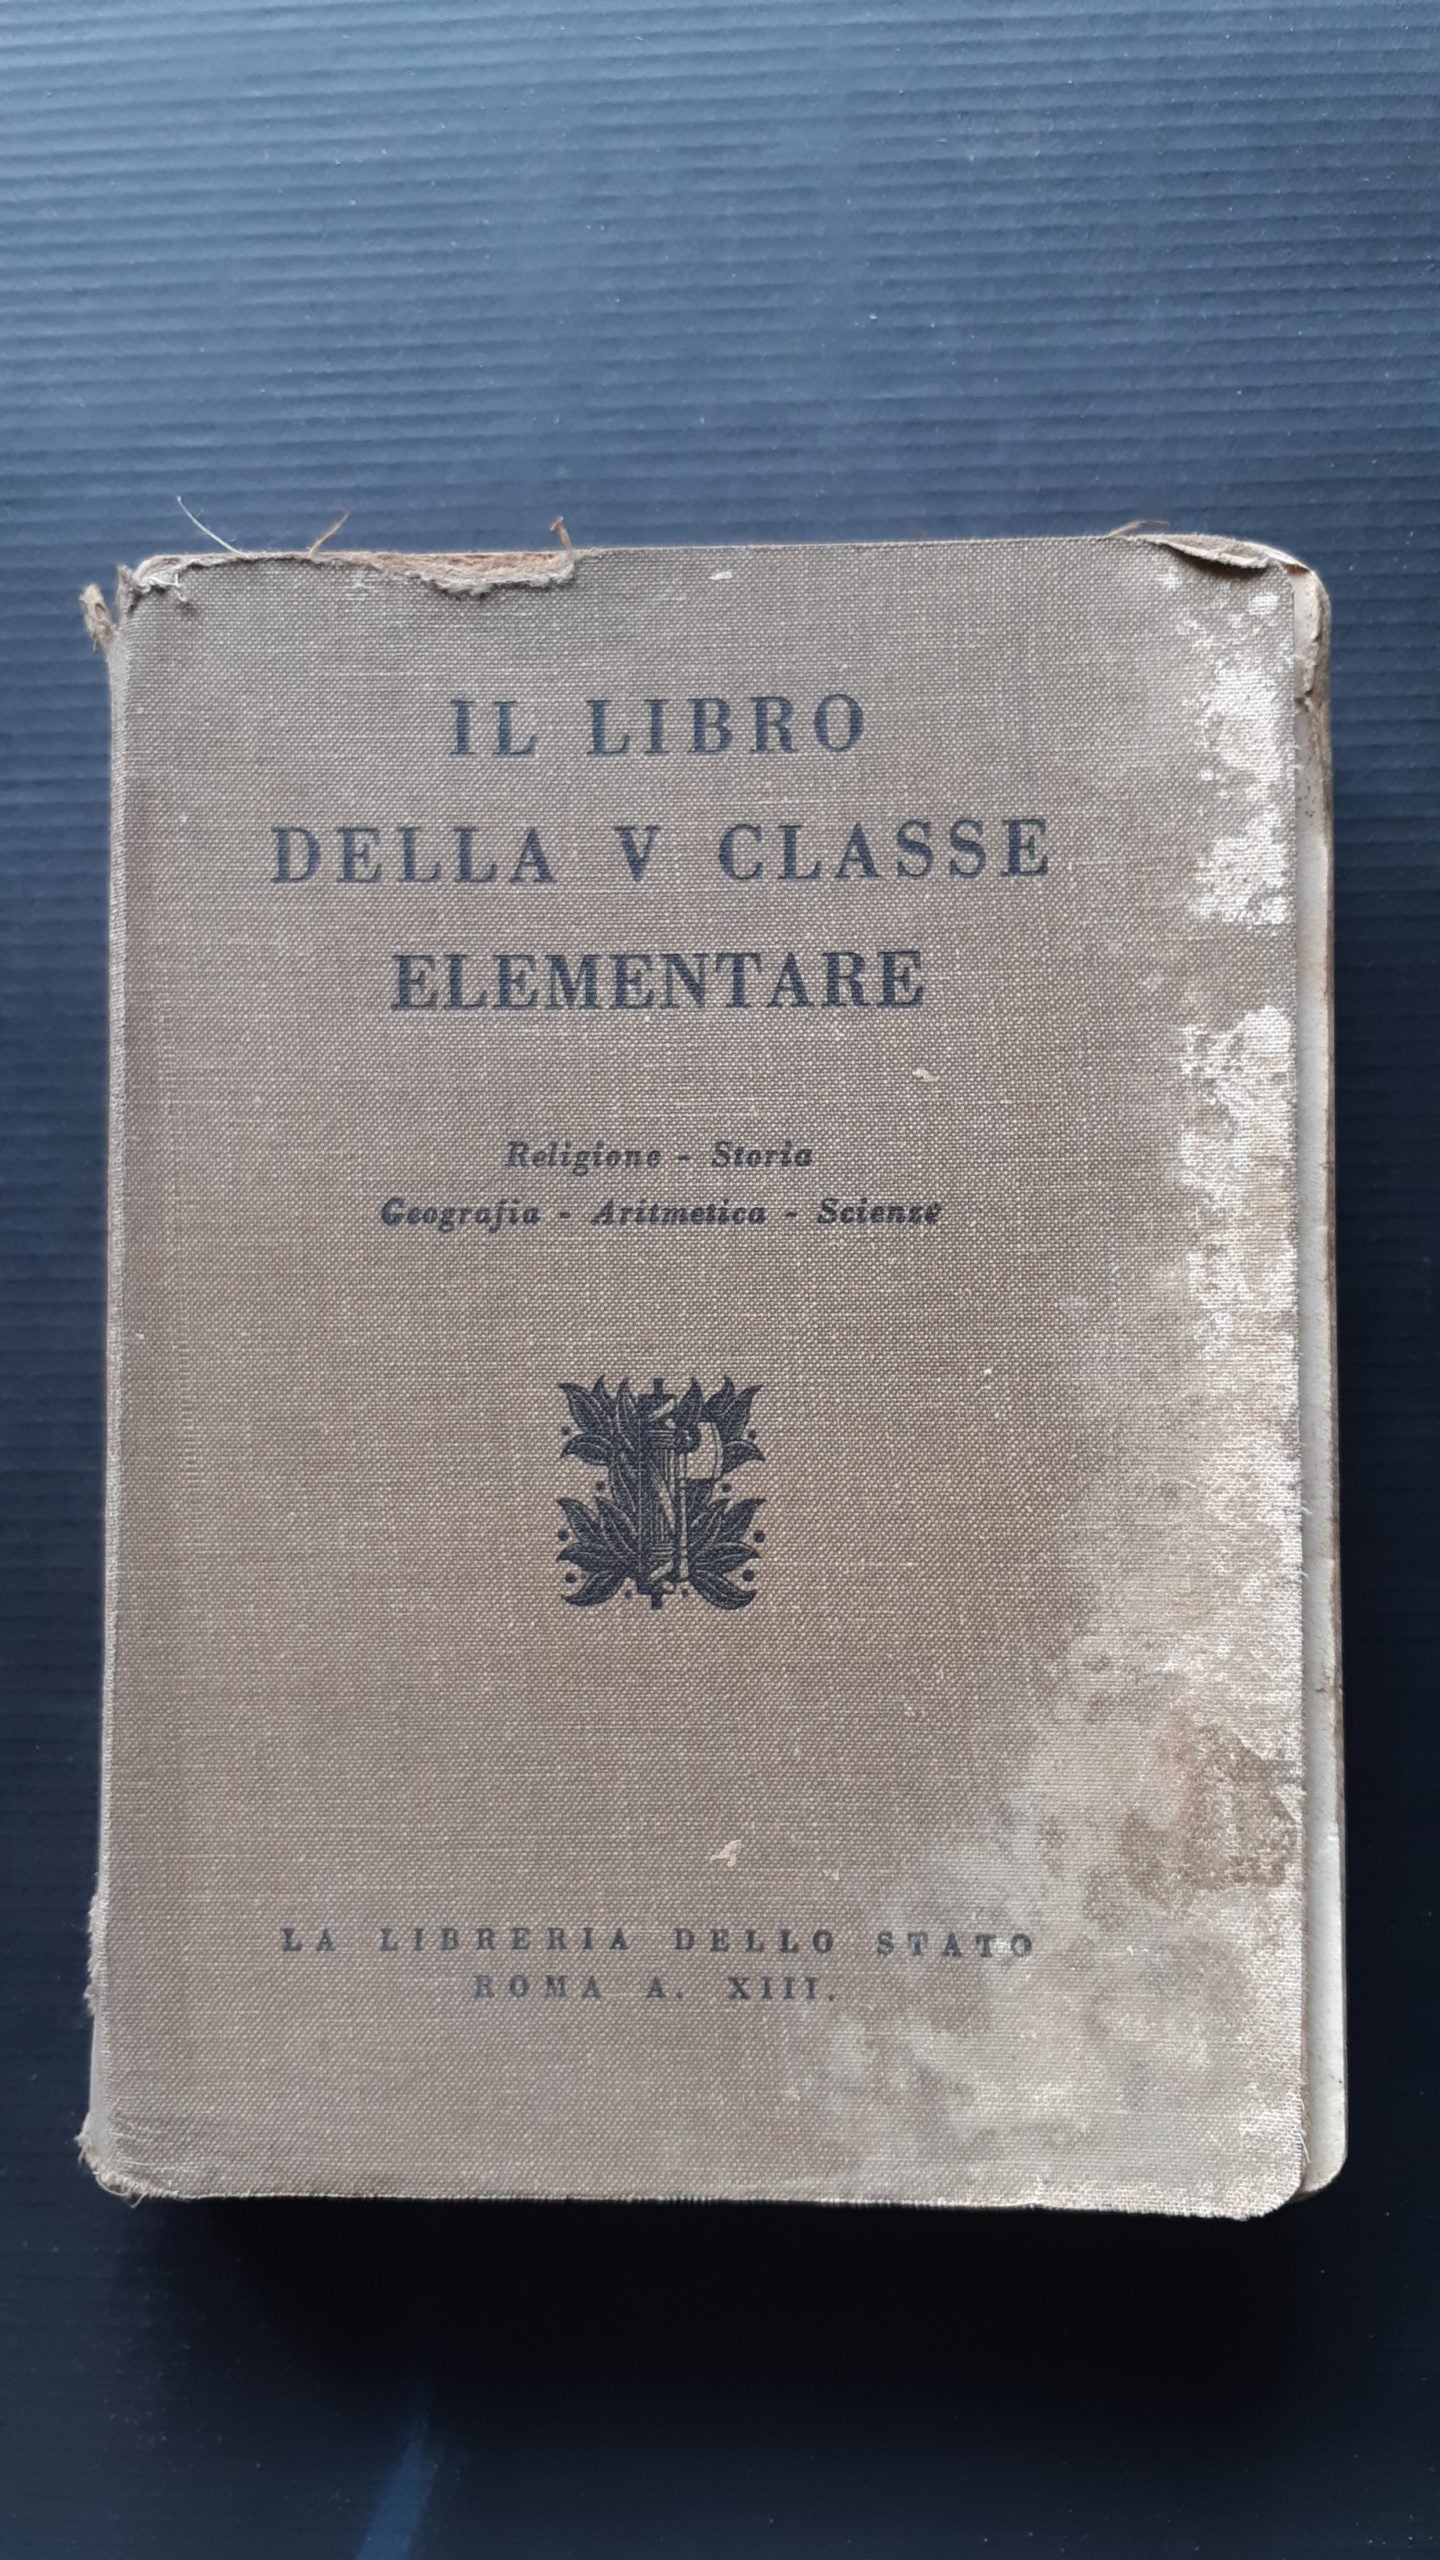 IL LIBRO
DELLA V CLASSE
ELEMENTARE
Religione - Storia
Geografia - Aritmetica - Scienze
LA LIBRERIA DELLO STATO
ROMA A. XIII.